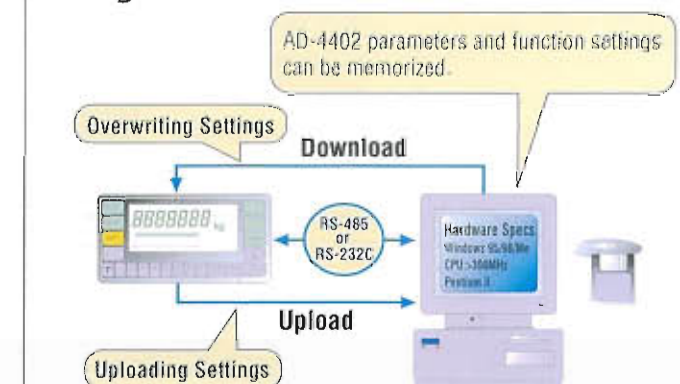 AD-4402 parameters and function settings
can be memorized.
Overwriting Settings
Download
8888888 kg
RS-485
or
RS-232C
Hardware Specs
Windows 95/98/Me
CPU:>300MHz
Pentium II
Upload
Uploading Settings